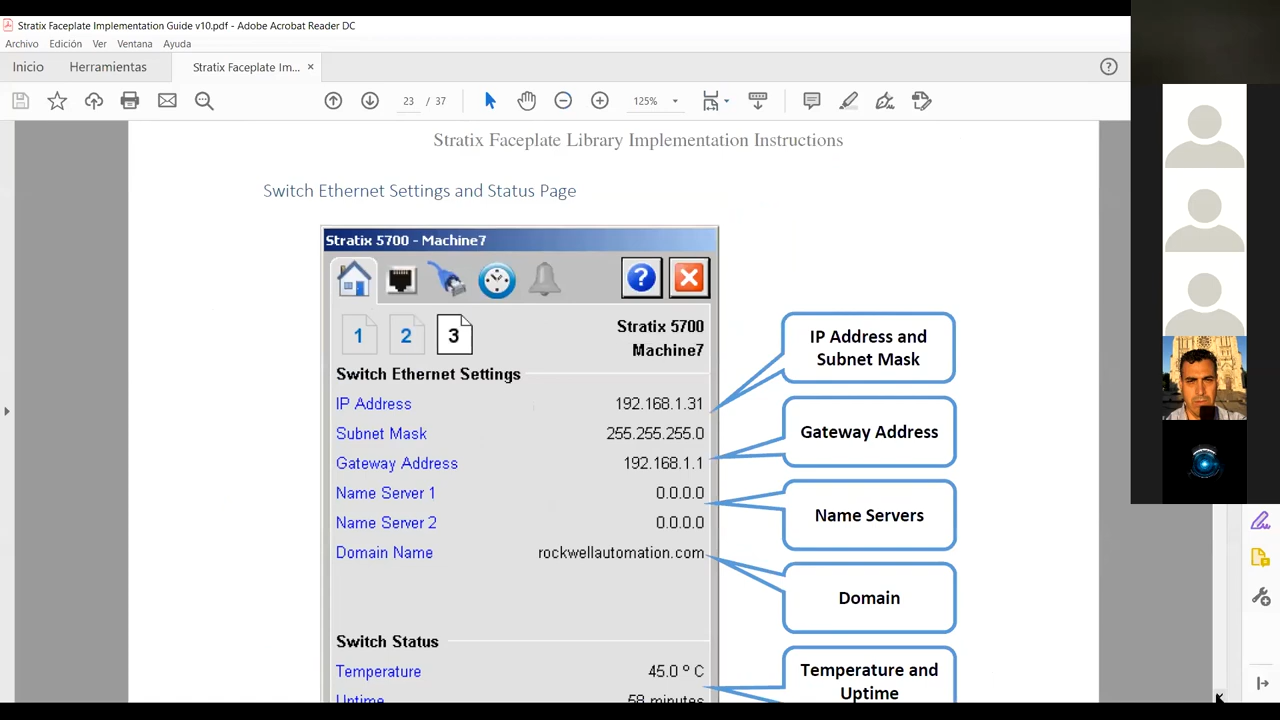 Stratix Faceplate Implementation Guide v10.pdf - Adobe Acrobat Reader DC
Archivo Edición Ver Ventana Ayuda
Inicio Herramientas Stratix Faceplate Im... ×
23 / 37 125%
Stratix Faceplate Library Implementation Instructions
Switch Ethernet Settings and Status Page
Stratix 5700 - Machine7
1 2 3
Stratix 5700
Machine7
Switch Ethernet Settings
IP Address 192.168.1.31
Subnet Mask 255.255.255.0
Gateway Address 192.168.1.1
Name Server 1 0.0.0.0
Name Server 2 0.0.0.0
Domain Name rockwellautomation.com
Switch Status
Temperature 45.0 º C
Uptime 58 minutes
IP Address and
Subnet Mask
Gateway Address
Name Servers
Domain
Temperature and
Uptime